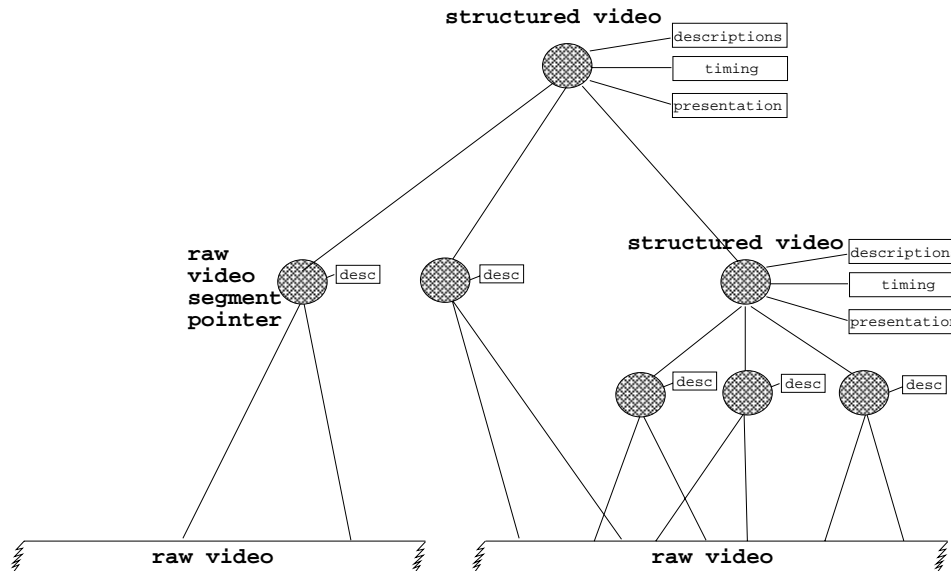 structured video
descriptions
timing
presentation
raw
video
segment
pointer
desc
desc
structured video
description
timing
presentation
desc
desc
desc
raw video
raw video